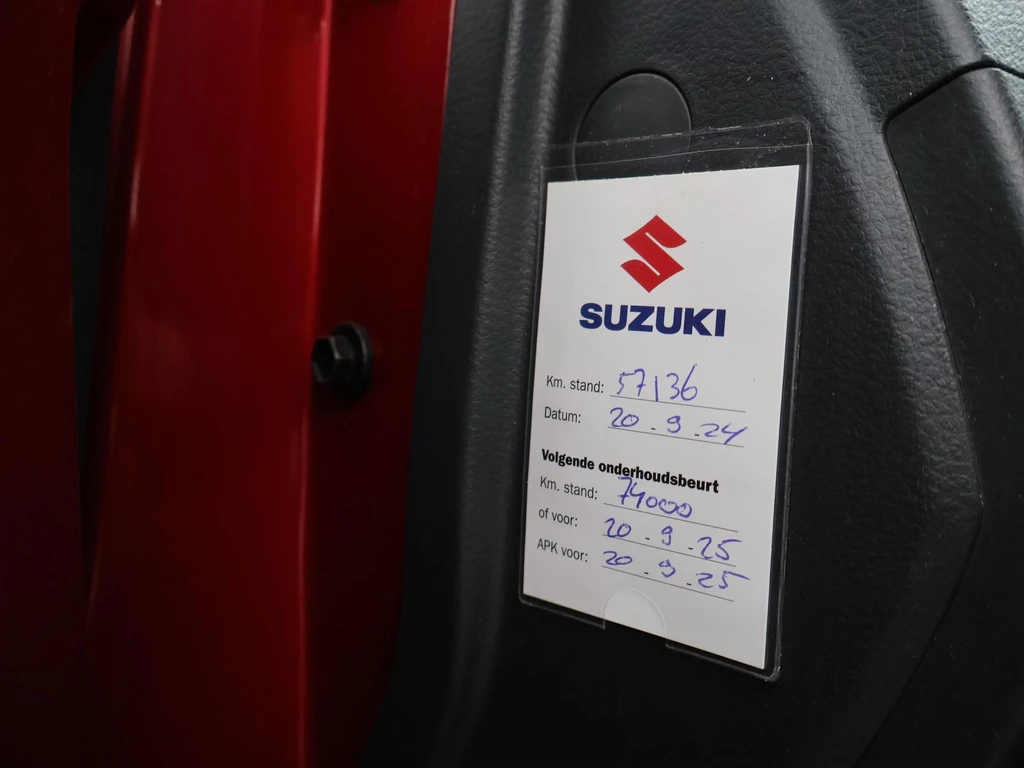 SUZUKI
Km. stand: 57136
Datum: 20.9.24
Volgende onderhoudsbeurt
Km. stand: 74000
of voor: 20.9.25
APK voor: 20.9.25